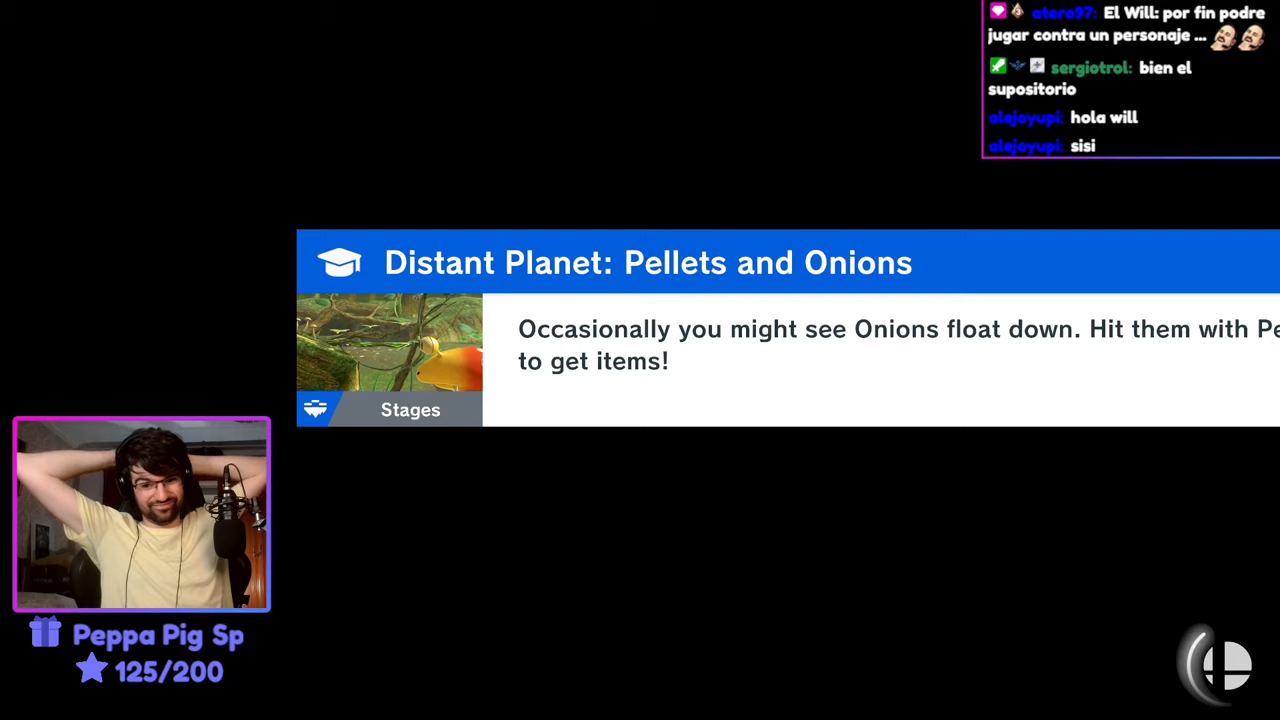 atero97: El Will: por fin podre
jugar contra un personaje ...
sergiotrol: bien el
supositorio
alejoyupi: hola will
alejoyupi: sisi
Distant Planet: Pellets and Onions
Occasionally you might see Onions float down. Hit them with Pe
to get items!
Stages
Peppa Pig Sp
125/200